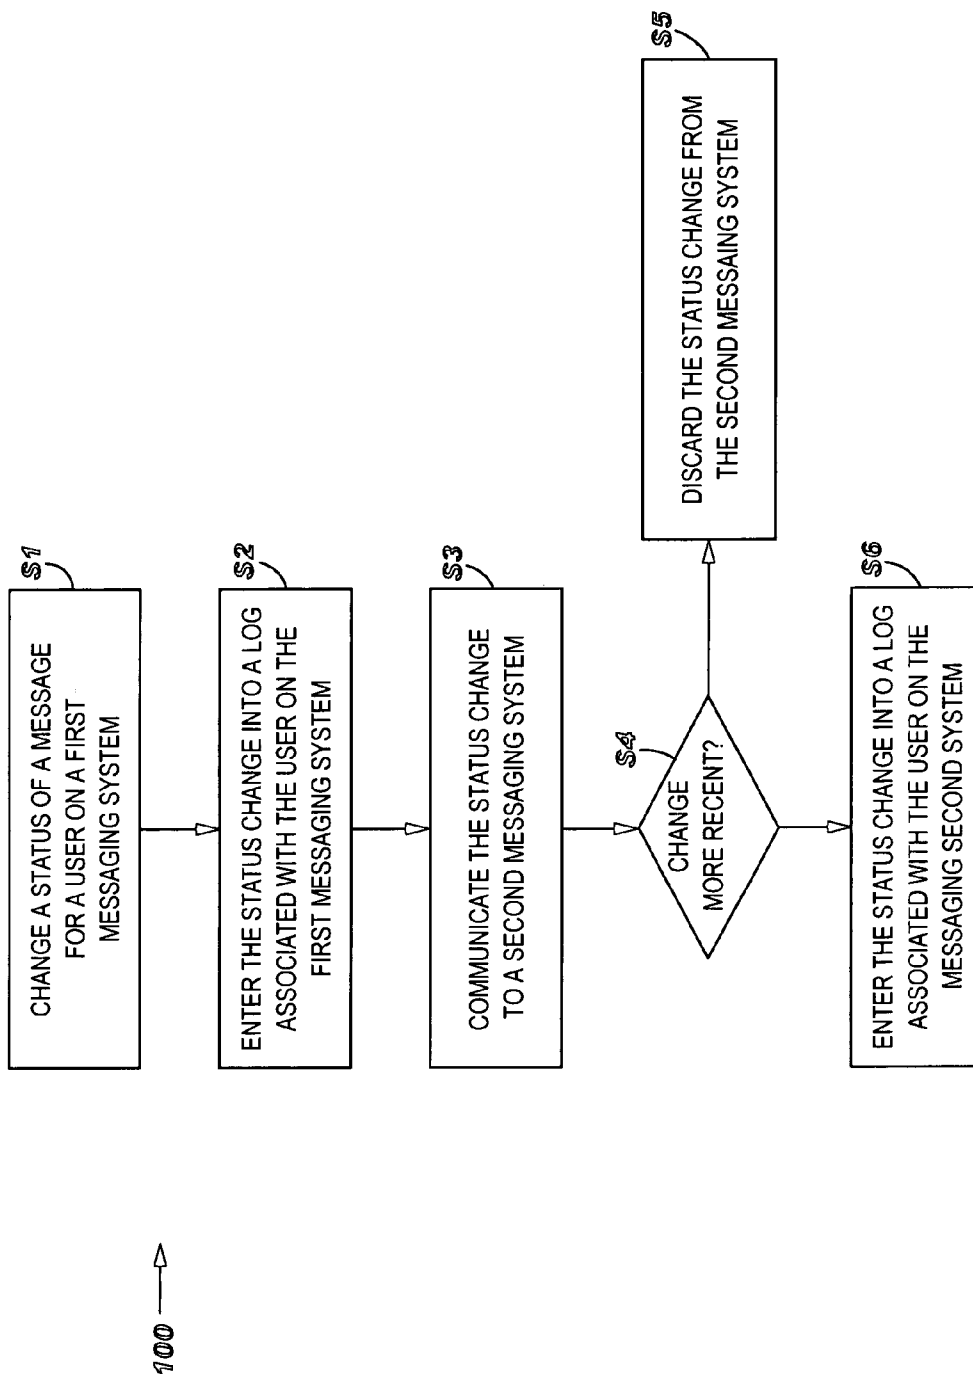 100
S1
CHANGE A STATUS OF A MESSAGE
FOR A USER ON A FIRST
MESSAGING SYSTEM
S2
ENTER THE STATUS CHANGE INTO A LOG
ASSOCIATED WITH THE USER ON THE
FIRST MESSAGING SYSTEM
S3
COMMUNICATE THE STATUS CHANGE
TO A SECOND MESSAGING SYSTEM
S4
CHANGE
MORE RECENT?
S5
DISCARD THE STATUS CHANGE FROM
THE SECOND MESSAING SYSTEM
S6
ENTER THE STATUS CHANGE INTO A LOG
ASSOCIATED WITH THE USER ON THE
MESSAGING SECOND SYSTEM